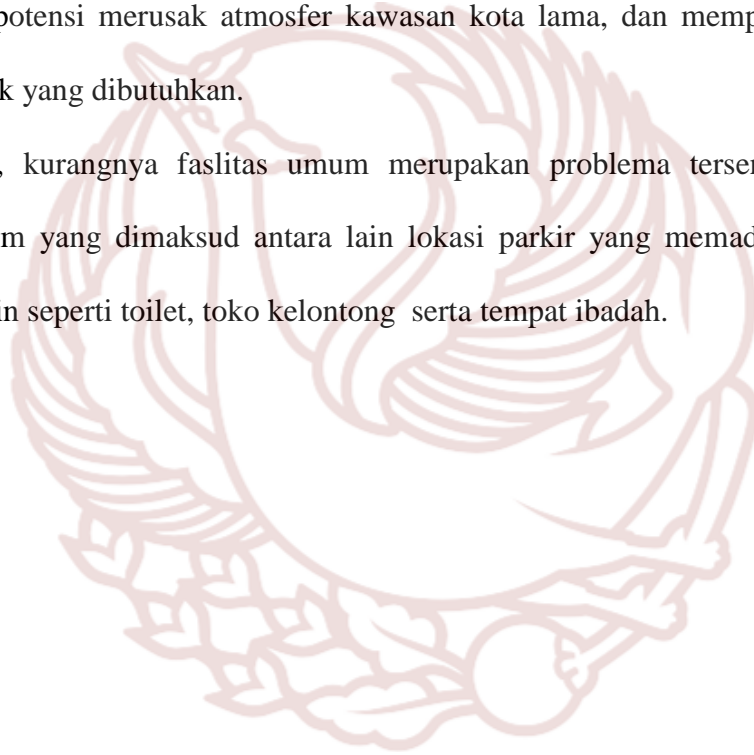 potensi merusak atmosfer kawasan kota lama, dan memp
k yang dibutuhkan.
, kurangnya faslitas umum merupakan problema terse
m yang dimaksud antara lain lokasi parkir yang memad
in seperti toilet, toko kelontong serta tempat ibadah.